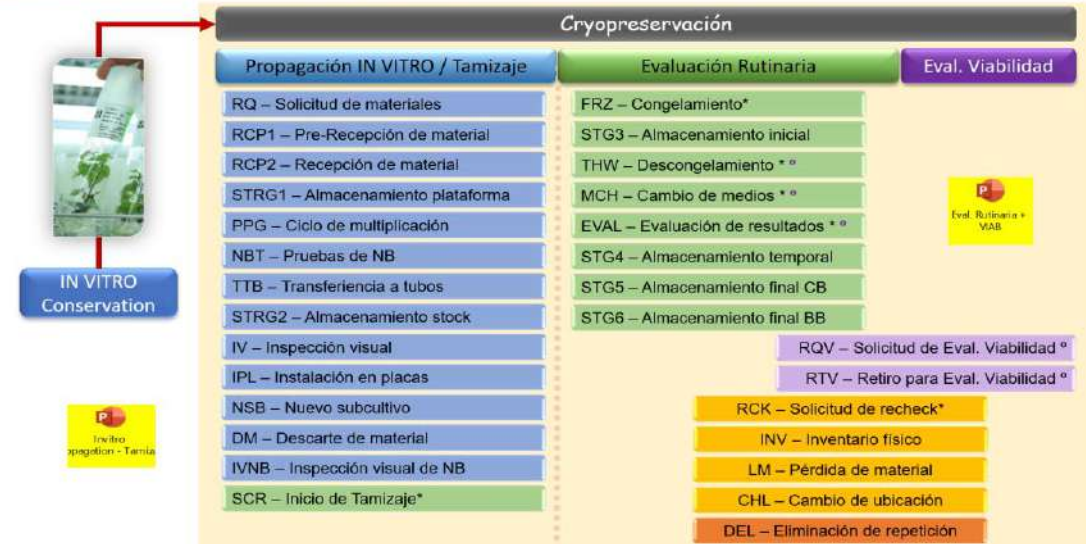 Cryopreservación
Propagación IN VITRO / Tamizaje
RQ – Solicitud de materiales
RCP1 – Pre-Recepción de material
RCP2 – Recepción de material
STRG1 – Almacenamiento plataforma
PPG – Ciclo de multiplicación
NBT – Pruebas de NB
TTB – Transferiencia a tubos
STRG2 – Almacenamiento stock
IV – Inspección visual
IPL – Instalación en placas
NSB – Nuevo subcultivo
DM – Descarte de material
IVNB – Inspección visual de NB
SCR – Inicio de Tamizaje*
Evaluación Rutinaria
FRZ – Congelamiento*
STG3 – Almacenamiento inicial
THW – Descongelamiento * º
MCH – Cambio de medios * º
EVAL – Evaluación de resultados * º
STG4 – Almacenamiento temporal
STG5 – Almacenamiento final CB
STG6 – Almacenamiento final BB
Eval. Viabilidad
Eval. Rutinaria +
VIAB
RQV – Solicitud de Eval. Viabilidad º
RTV – Retiro para Eval. Viabilidad º
RCK – Solicitud de recheck*
INV – Inventario físico
LM – Pérdida de material
CHL – Cambio de ubicación
DEL – Eliminación de repetición
IN VITRO
Conservation
Invitro
opagation - Tamiza